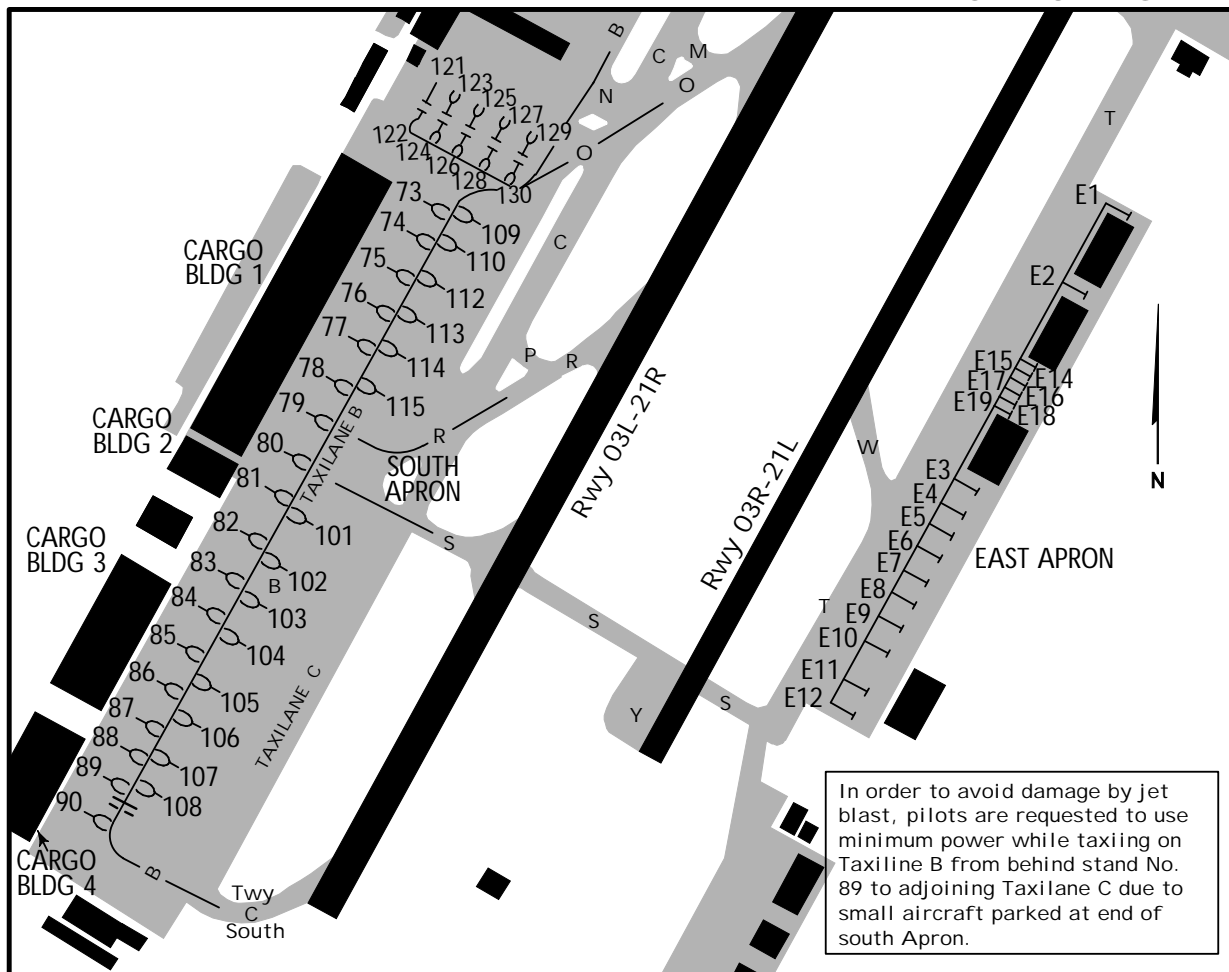 B
C
M
N
O
O
T
121
123
125
127
129
122
124
126
128
130
73
109
74
110
75
112
76
113
77
114
78
115
79
80
81
101
82
102
83
103
84
104
85
105
86
106
87
107
88
108
89
90
CARGO
BLDG 1
CARGO
BLDG 2
CARGO
BLDG 3
CARGO
BLDG 4
C
P
R
R
TAXILANE B
SOUTH
APRON
S
B
TAXILANE C
B
Twy
C
South
Rwy 03L-21R
Rwy 03R-21L
S
S
Y
W
T
E1
E2
E15
E14
E17
E16
E19
E18
E3
E4
E5
E6
E7
E8
E9
E10
E11
E12
EAST APRON
N
In order to avoid damage by jet
blast, pilots are requested to use
minimum power while taxiing on
Taxiline B from behind stand No.
89 to adjoining Taxilane C due to
small aircraft parked at end of
south Apron.